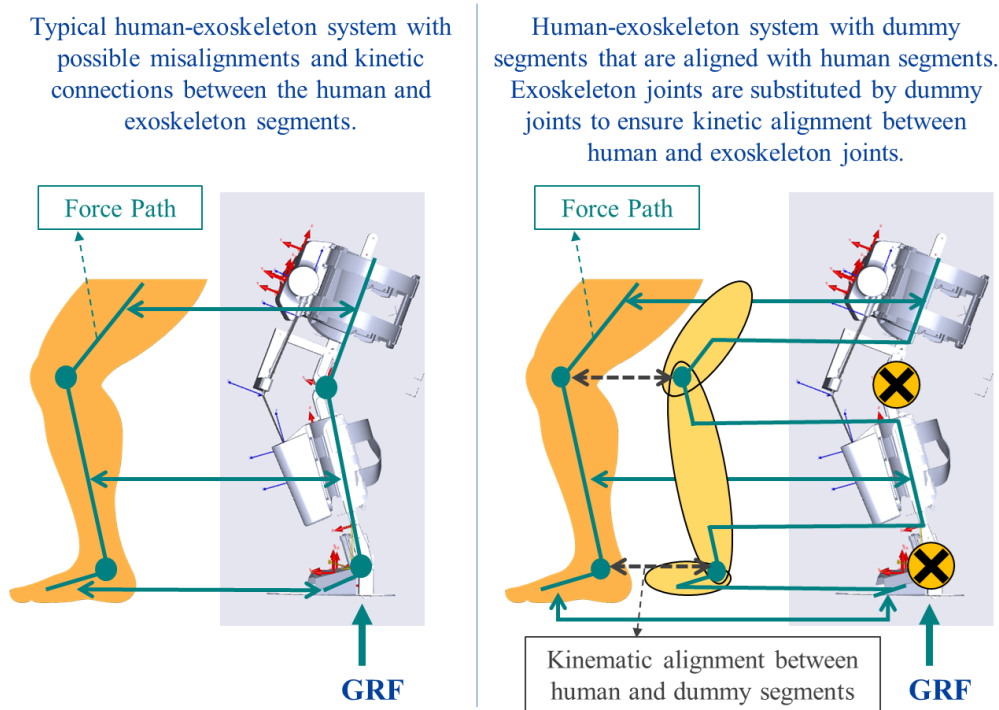 Typical human-exoskeleton system with
possible misalignments and kinetic
connections between the human and
exoskeleton segments.
Human-exoskeleton system with dummy
segments that are aligned with human segments.
Exoskeleton joints are substituted by dummy
joints to ensure kinetic alignment between
human and exoskeleton joints.
Force Path
Force Path
GRF
Kinematic alignment between
human and dummy segments
GRF